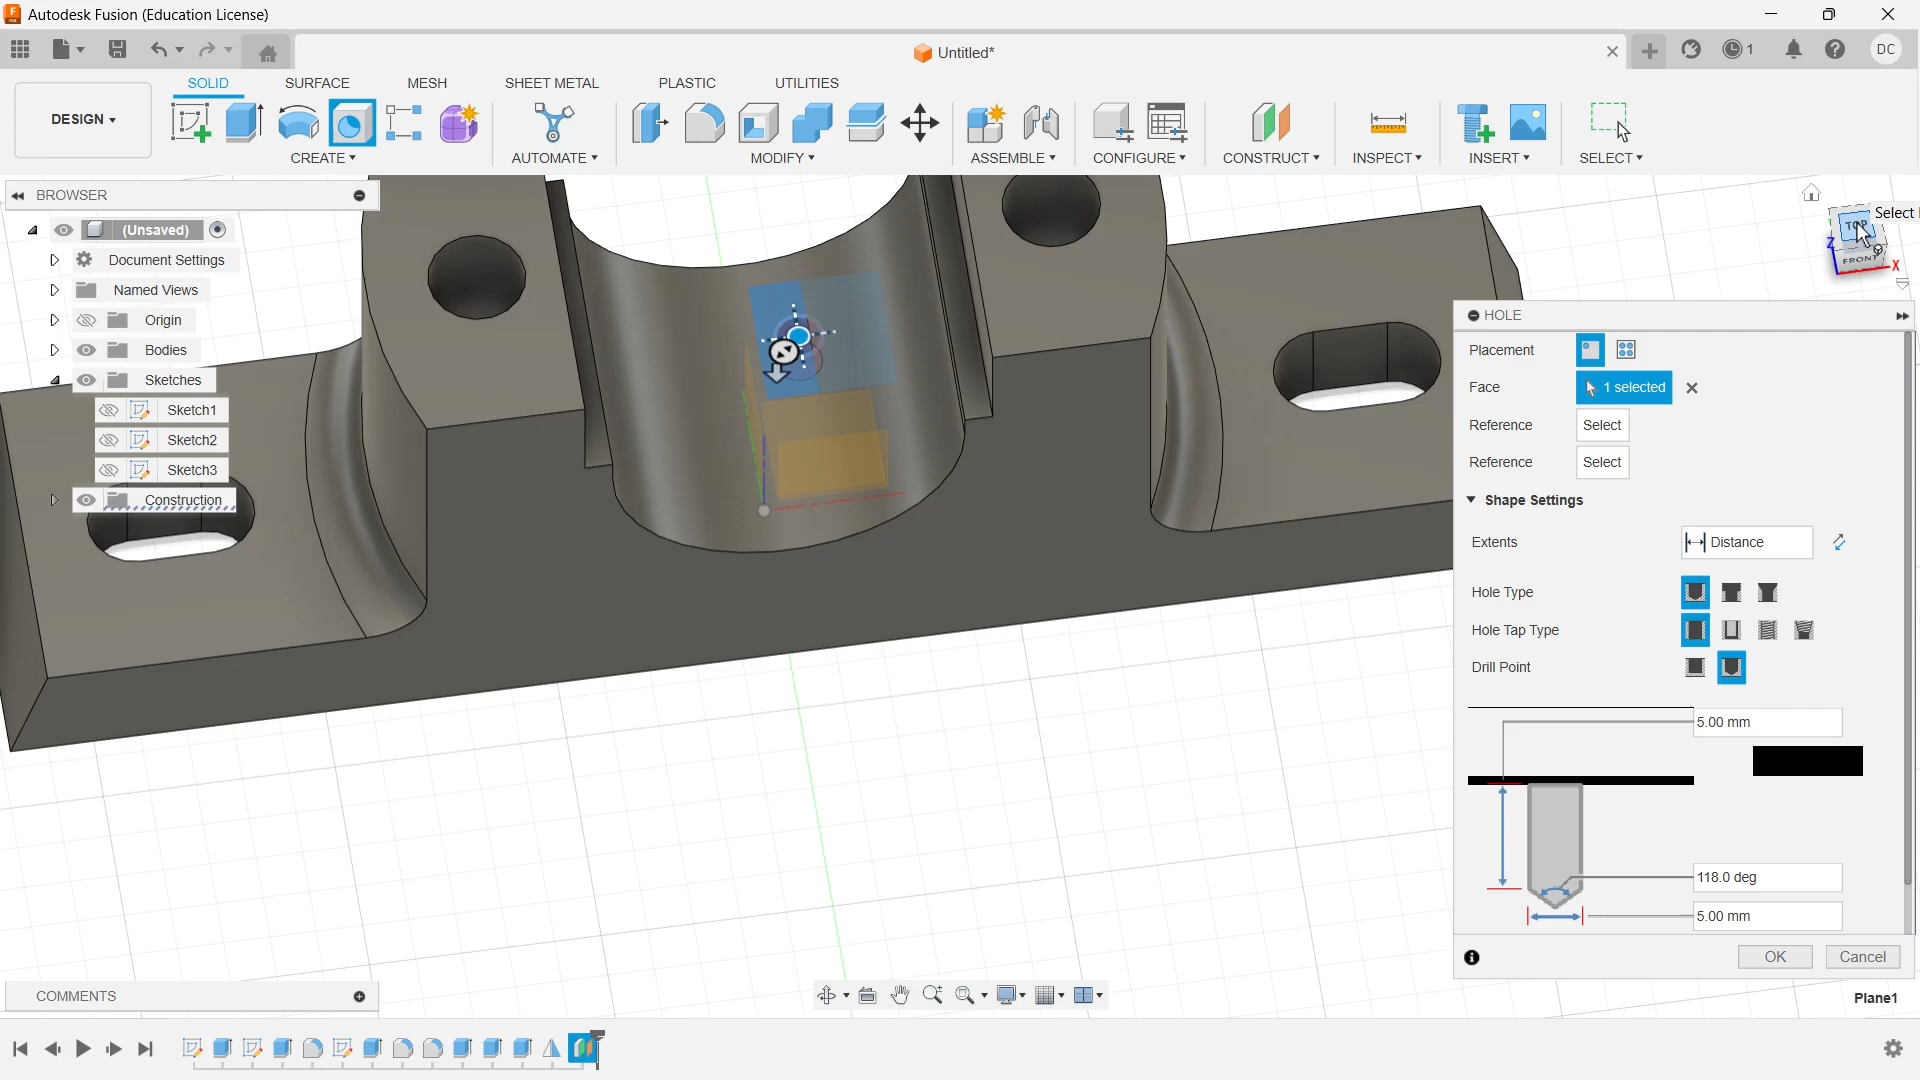 Autodesk Fusion (Education License)
Untitled*
1
DC
DESIGN
SOLID
SURFACE
MESH
SHEET METAL
PLASTIC
UTILITIES
CREATE
AUTOMATE
MODIFY
ASSEMBLE
CONFIGURE
CONSTRUCT
INSPECT
INSERT
SELECT
BROWSER
(Unsaved)
Document Settings
Named Views
Origin
Bodies
Sketches
Sketch1
Sketch2
Sketch3
Construction
TOP
FRONT
Z
X
Select
HOLE
Placement
Face
1 selected
Reference
Select
Reference
Select
Shape Settings
Extents
Distance
Hole Type
Hole Tap Type
Drill Point
5.00 mm
118.0 deg
5.00 mm
OK
Cancel
COMMENTS
Plane1